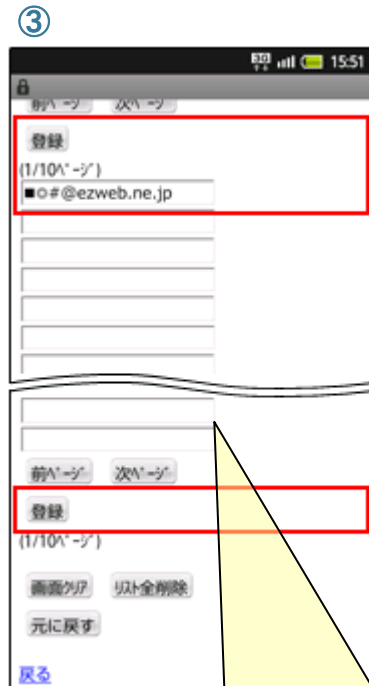 ③
3G 15:51
前ﾍﾟｰｼﾞ 次ﾍﾟｰｼﾞ
登録
(1/10ﾍﾟｰｼﾞ)
■○#@ezweb.ne.jp
前ﾍﾟｰｼﾞ 次ﾍﾟｰｼﾞ
登録
(1/10ﾍﾟｰｼﾞ)
画面ｸﾘｱ ﾘｽﾄ全削除
元に戻す
戻る